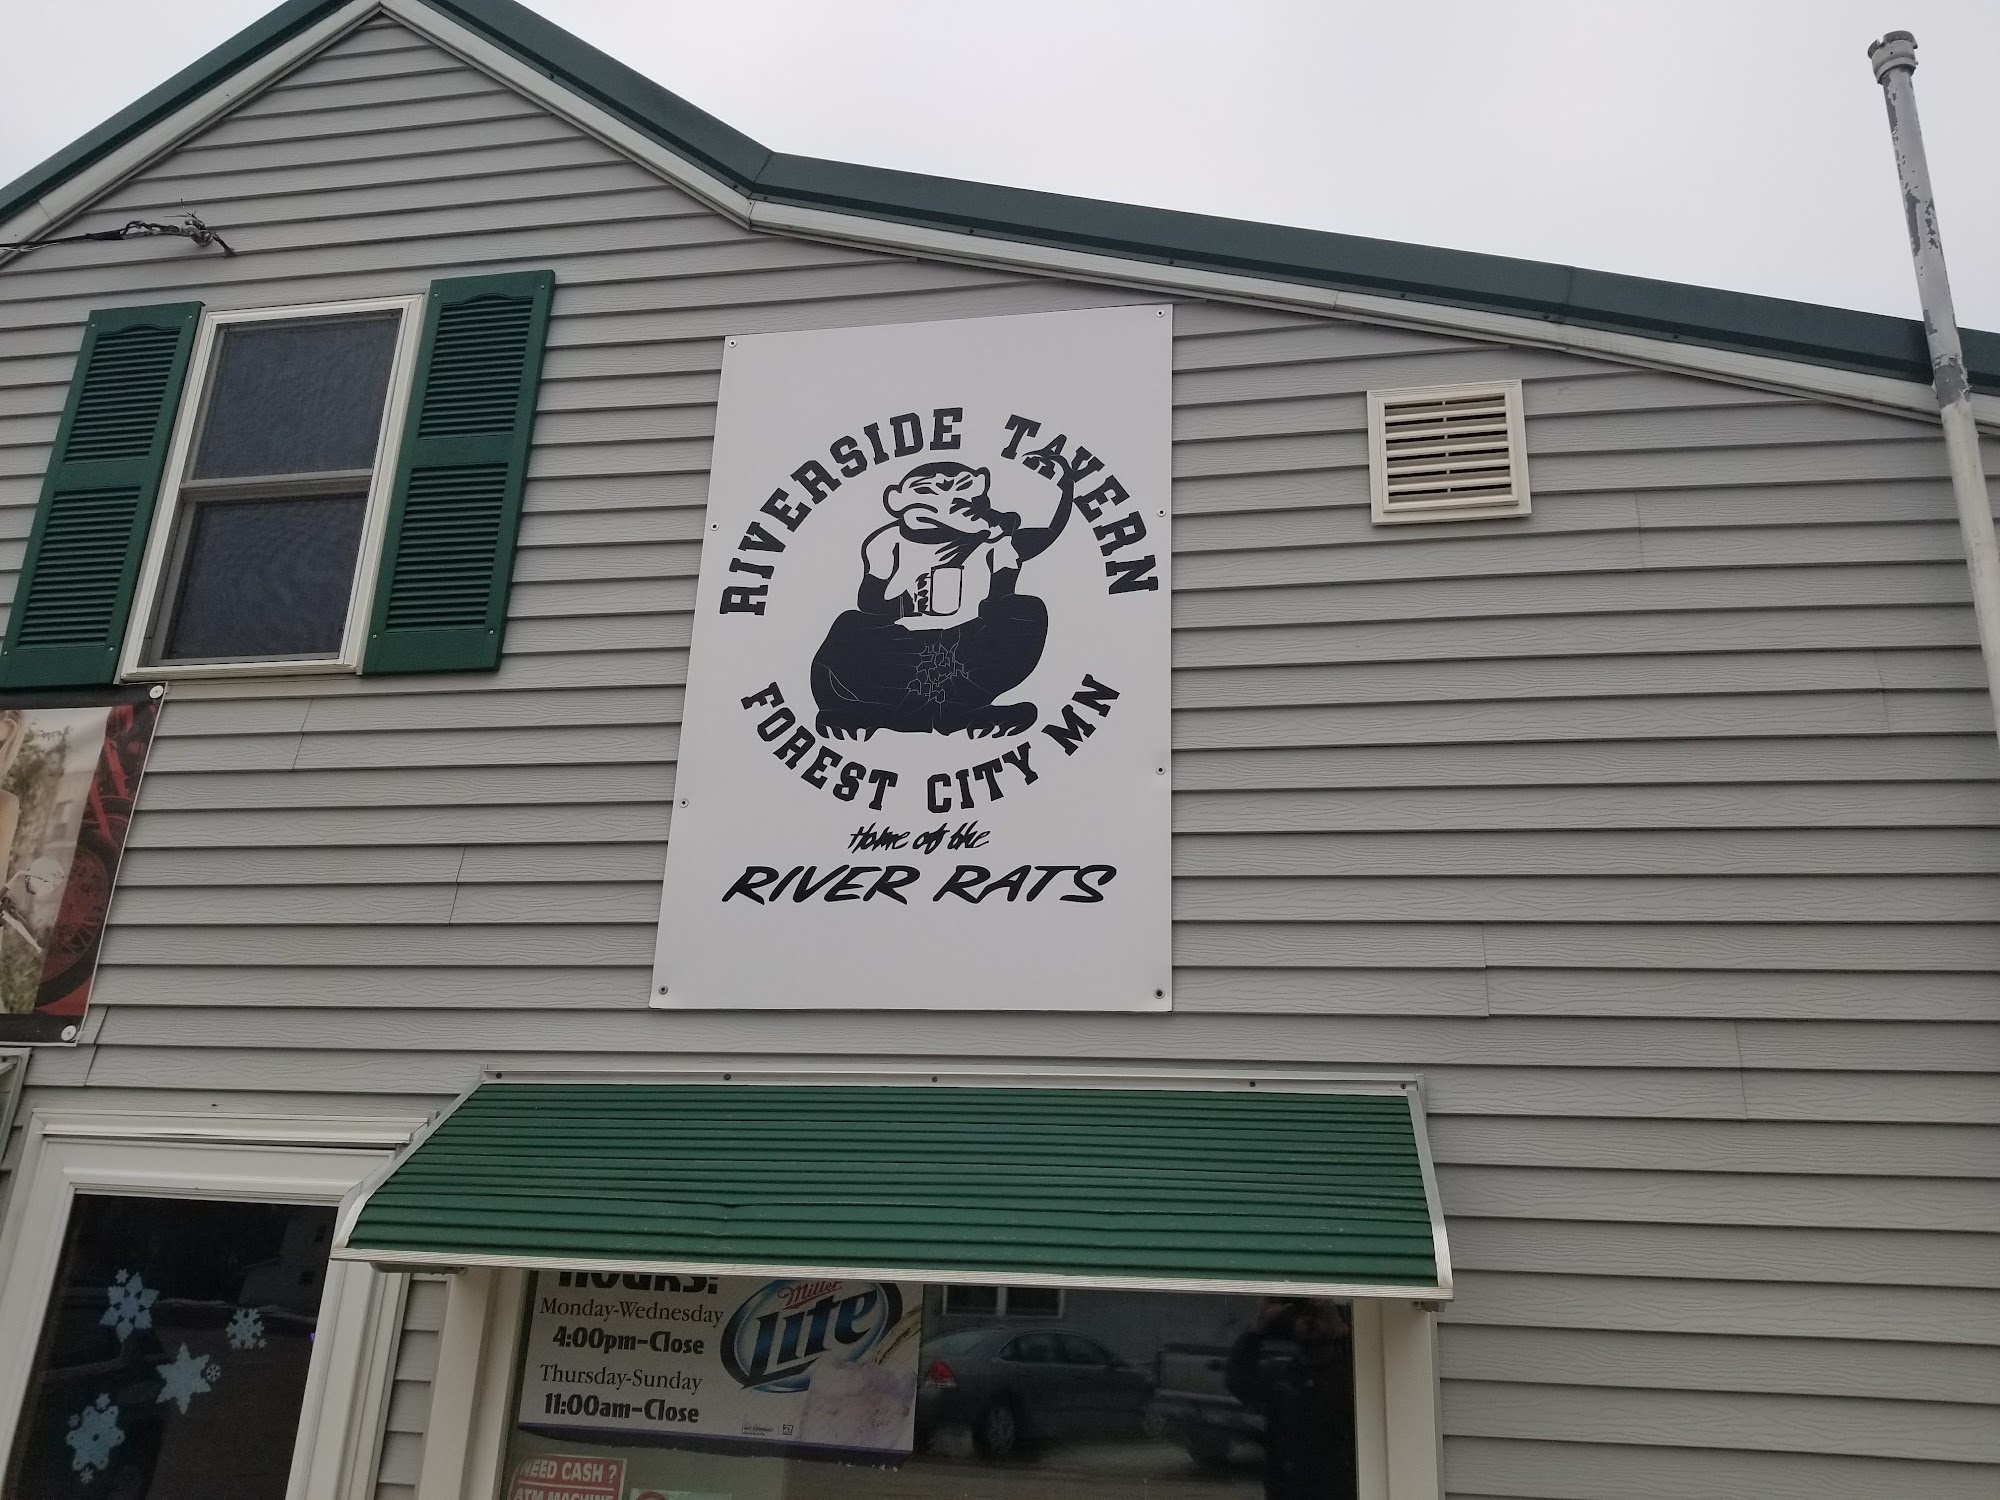 RIVERSIDE TAVERN
FOREST CITY MN
Home of the
RIVER RATS
HOURS:
Monday-Wednesday
4:00pm-Close
Thursday-Sunday
11:00am-Close
Miller
Lite
NEED CASH ?
ATM MACHINE